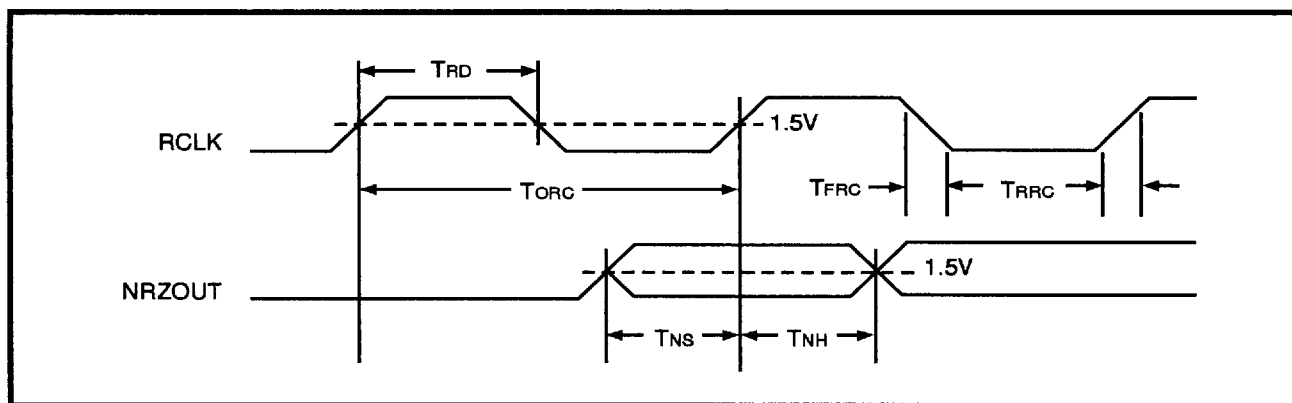 TRD
RCLK
1.5V
TORC
TFRC
TRRC
NRZOUT
1.5V
TNS
TNH